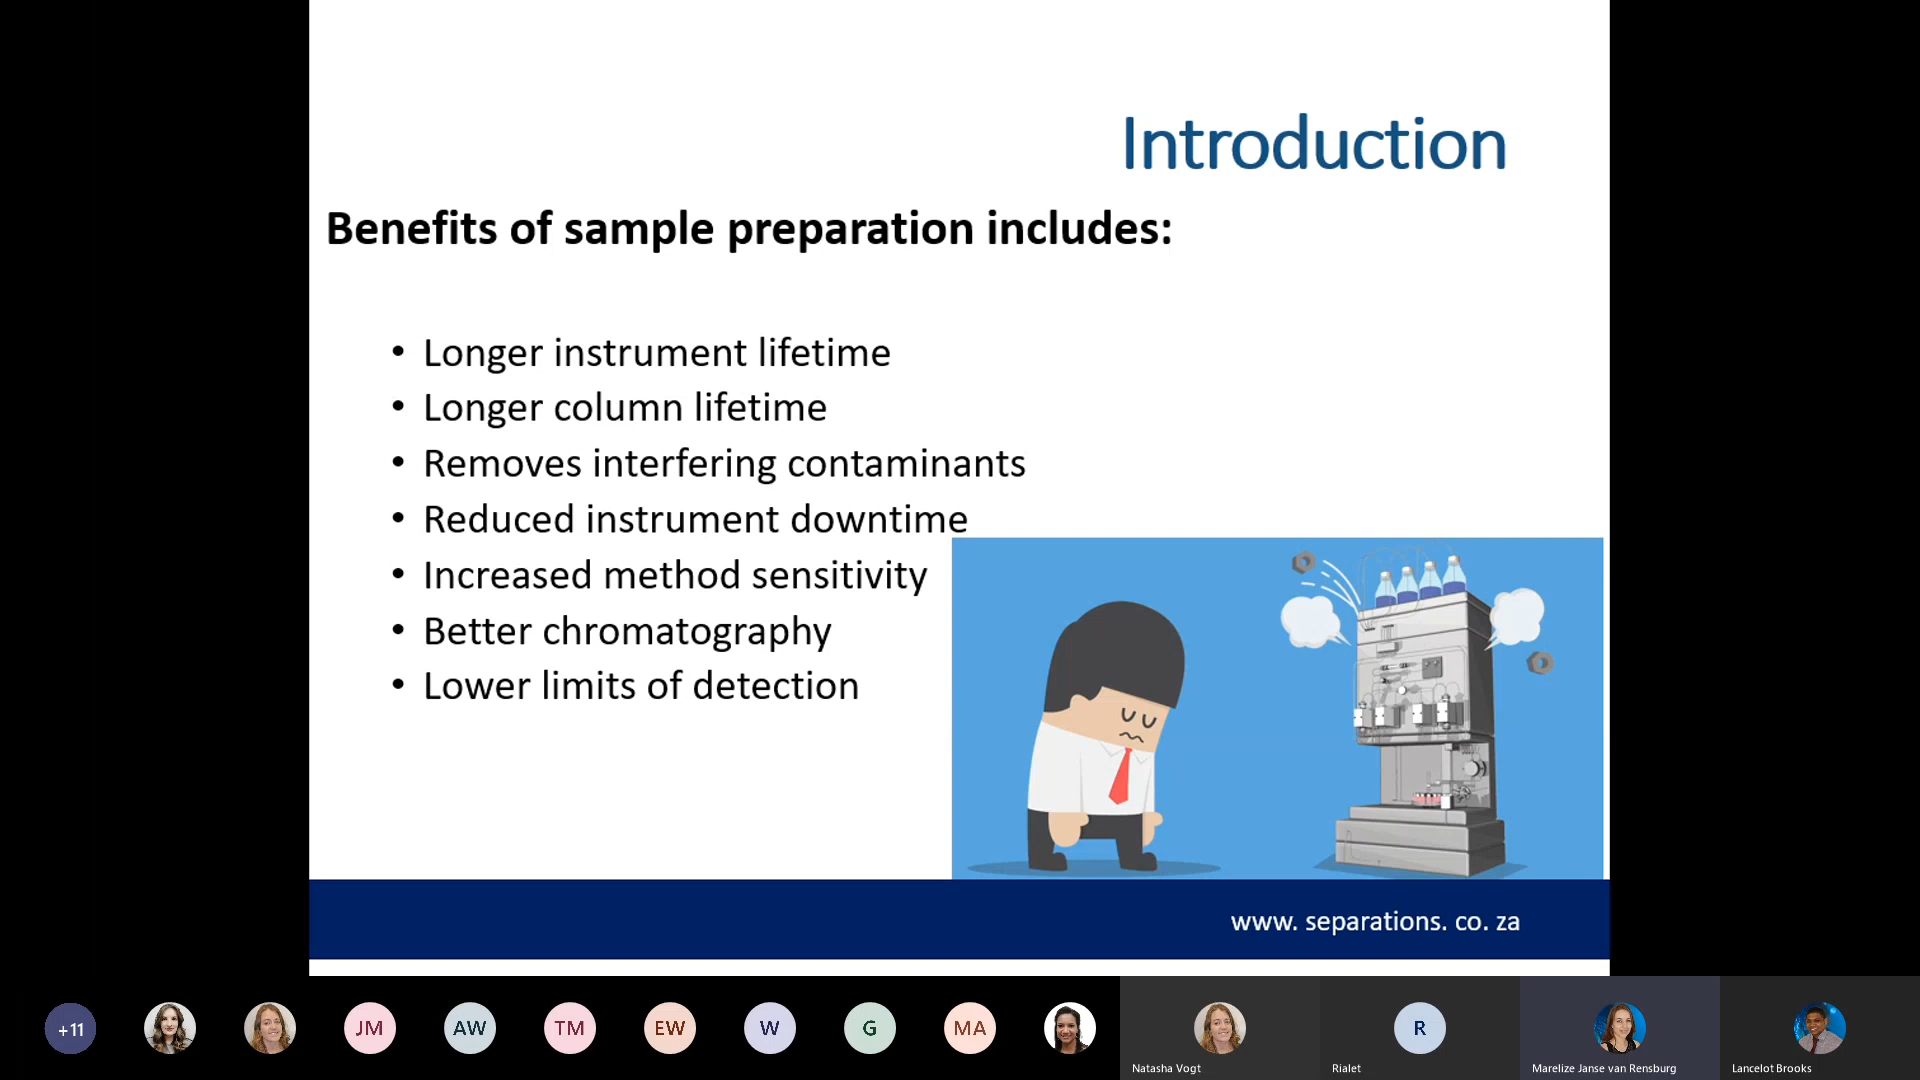 Introduction
Benefits of sample preparation includes:
• Longer instrument lifetime
• Longer column lifetime
• Removes interfering contaminants
• Reduced instrument downtime
• Increased method sensitivity
• Better chromatography
• Lower limits of detection
www. separations. co. za
+11
JM
AW
TM
EW
W
G
MA
R
Natasha Vogt
Rialet
Marelize Janse van Rensburg
Lancelot Brooks